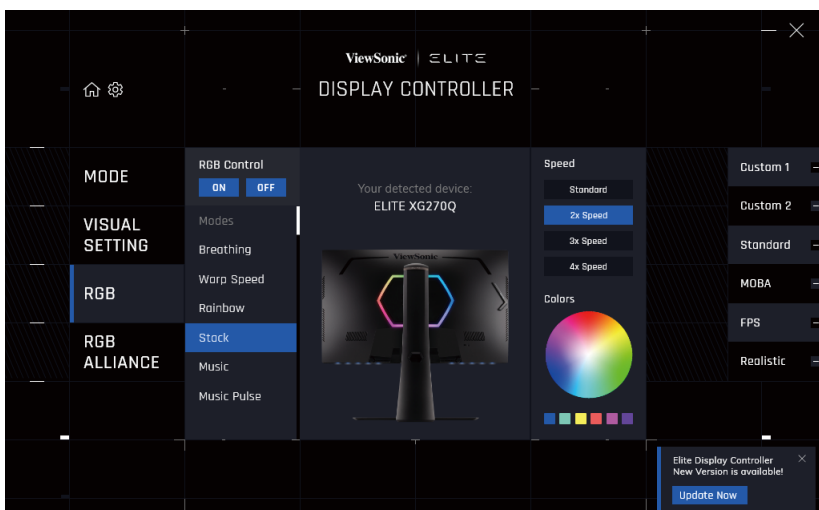 ViewSonic | ELITE
DISPLAY CONTROLLER
MODE
VISUAL
SETTING
RGB
RGB
ALLIANCE
RGB Control
ON OFF
Modes
Breathing
Warp Speed
Rainbow
Stack
Music
Music Pulse
Your detected device:
ELITE XG270Q
ViewSonic
Speed
Standard
2x Speed
3x Speed
4x Speed
Colors
Custom 1
Custom 2
Standard
MOBA
FPS
Realistic
Elite Display Controller
New Version is available!
Update Now